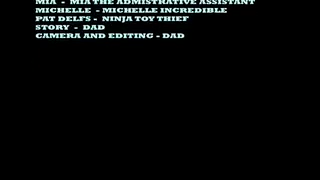 MIA - MIA THE ADMISTRATIVE ASSISTANT
MICHELLE - MICHELLE INCREDIBLE
PAT DELFS - NINJA TOY THIEF
STORY - DAD
CAMERA AND EDITING - DAD